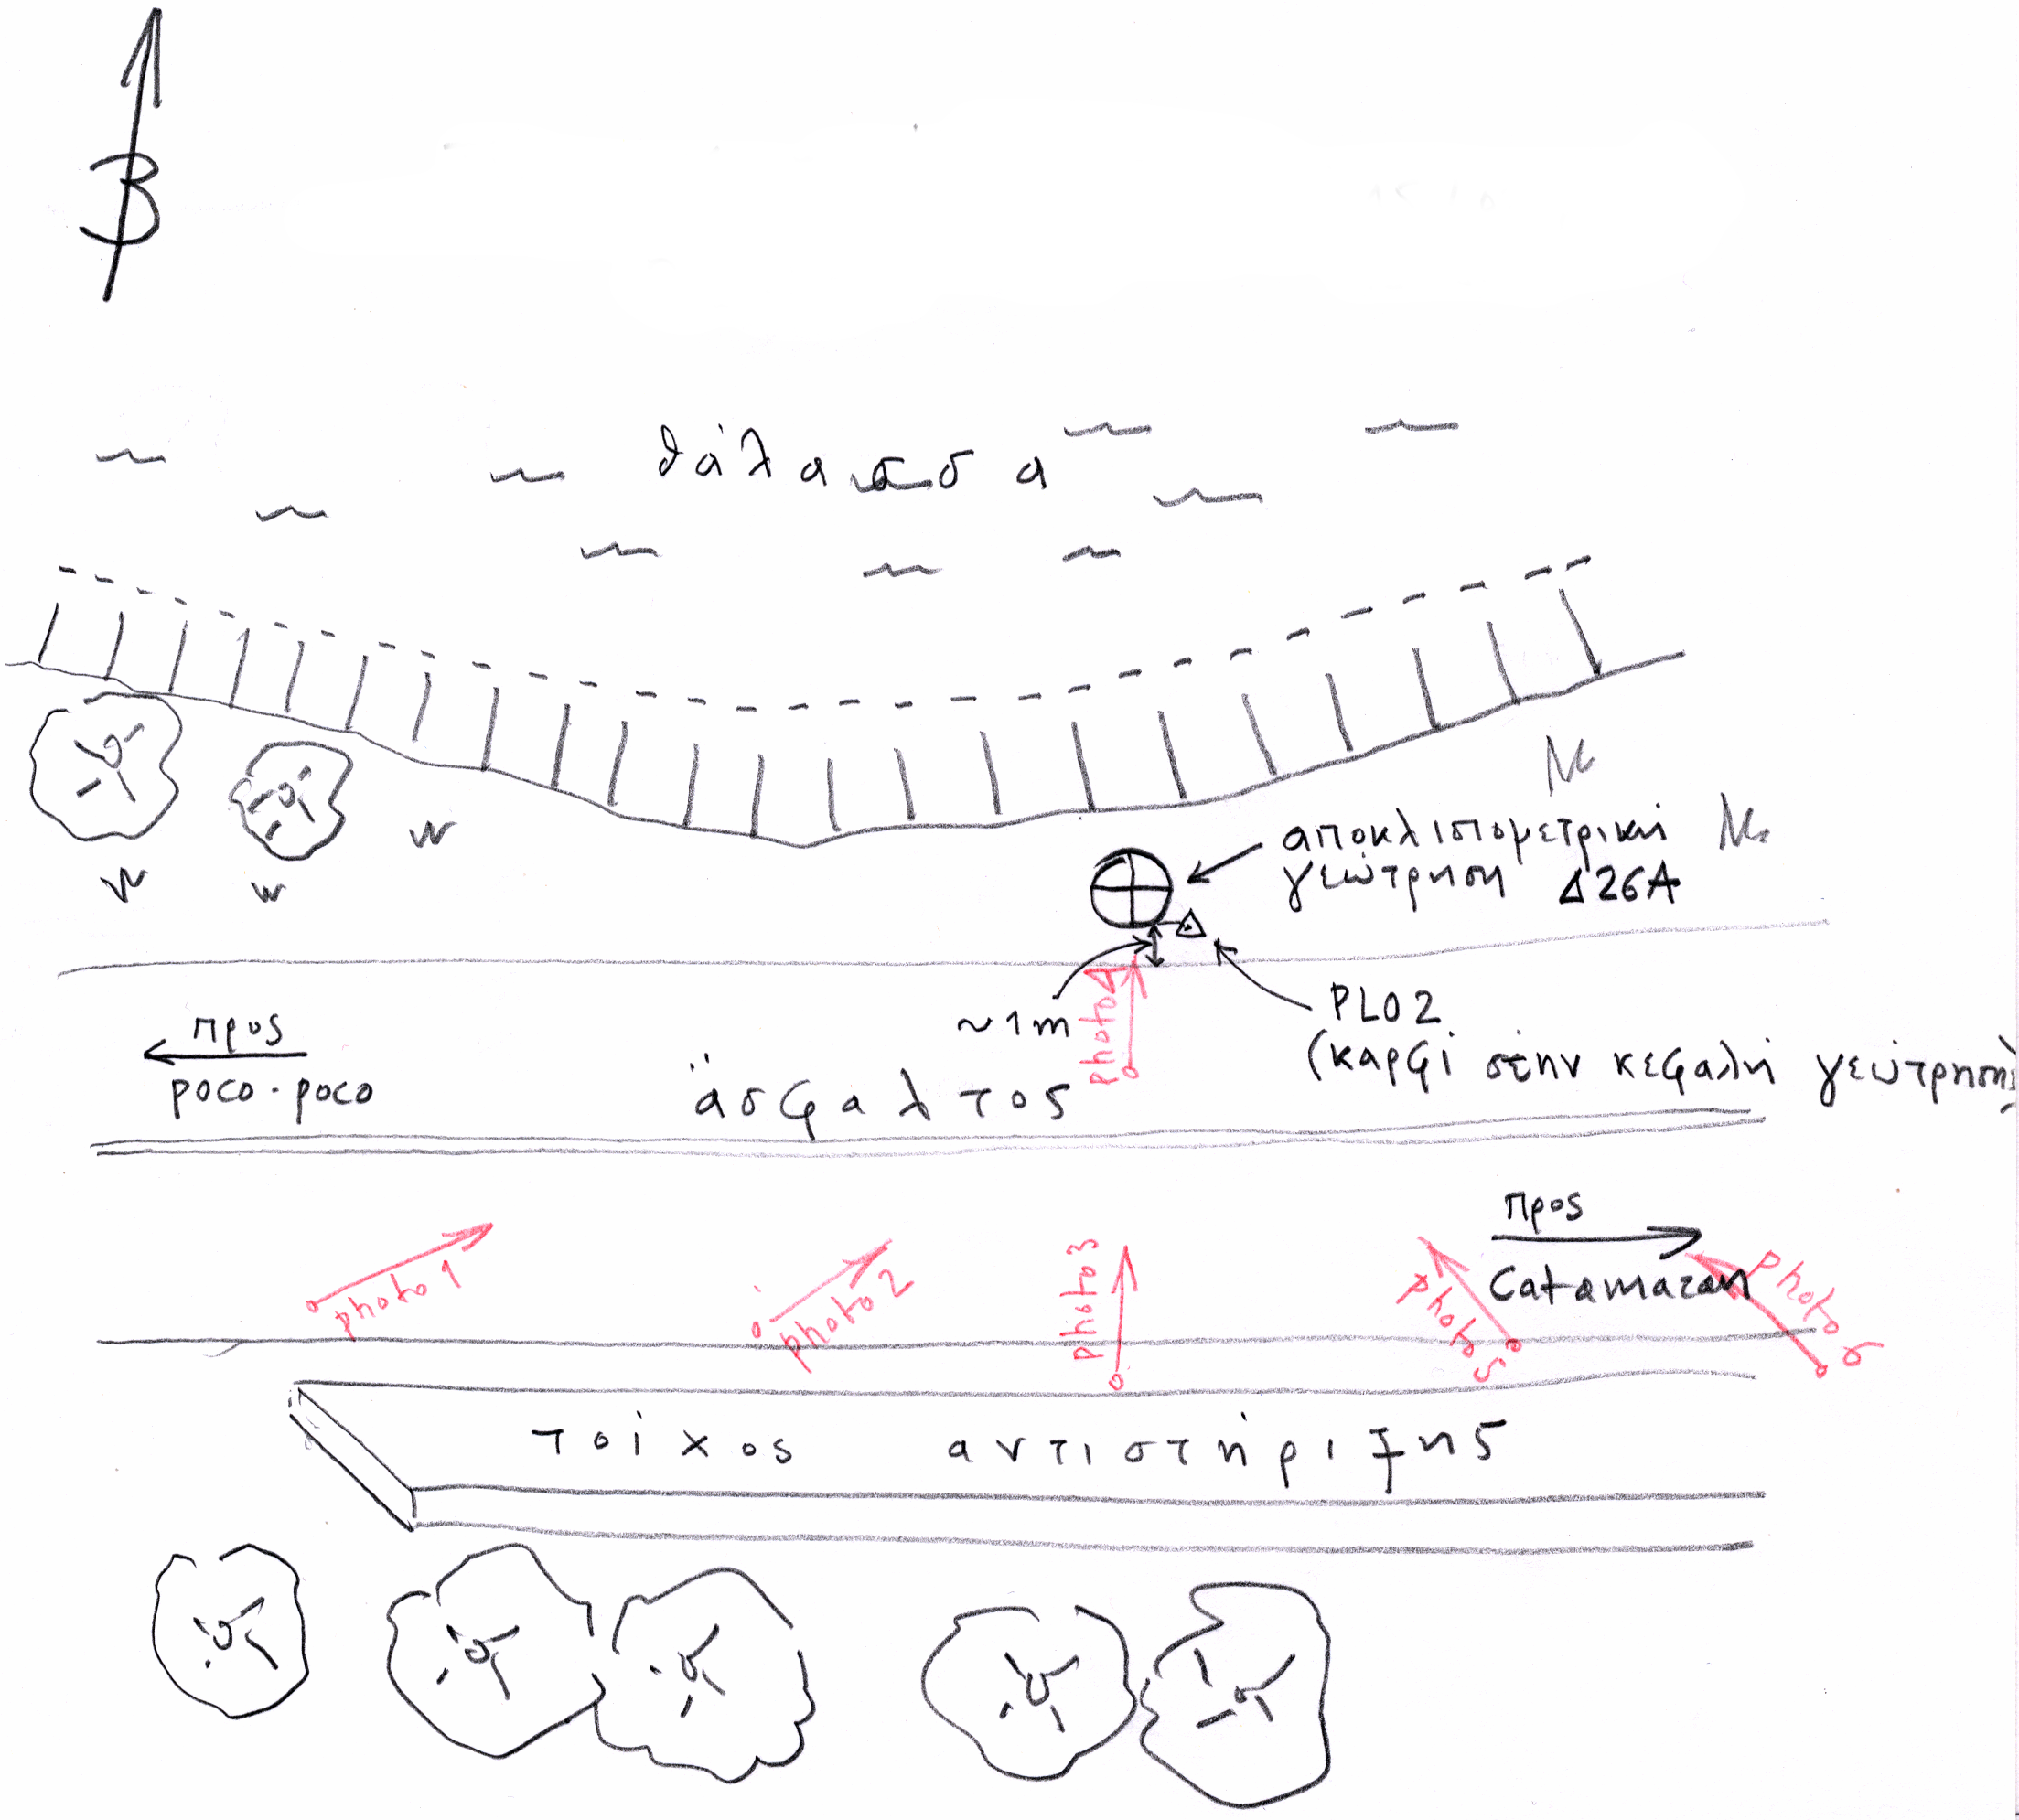 Β
θάλασσα
αποκλισιομετρική
γεώτρηση Δ26Α
~1m
PL02
(καρφί στην κεφαλή γεώτρησης)
photo 4
προς
poco-poco
άσφαλτος
προς
Catamaran
photo 1
photo 2
photo 3
photo 5
photo 6
τοίχος αντιστήριξης